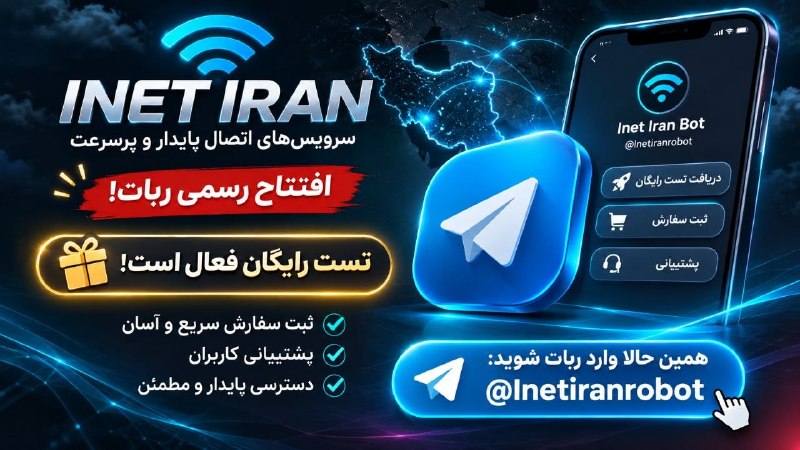 INET IRAN
سرویس‌های اتصال پایدار و پرسرعت
افتتاح رسمی ربات!
تست رایگان فعال است!
ثبت سفارش سریع و آسان
پشتیبانی کاربران
دسترسی پایدار و مطمئن
Inet Iran Bot
@Inetiranrobot
دریافت تست رایگان
ثبت سفارش
پشتیبانی
همین حالا وارد ربات شوید:
@Inetiranrobot